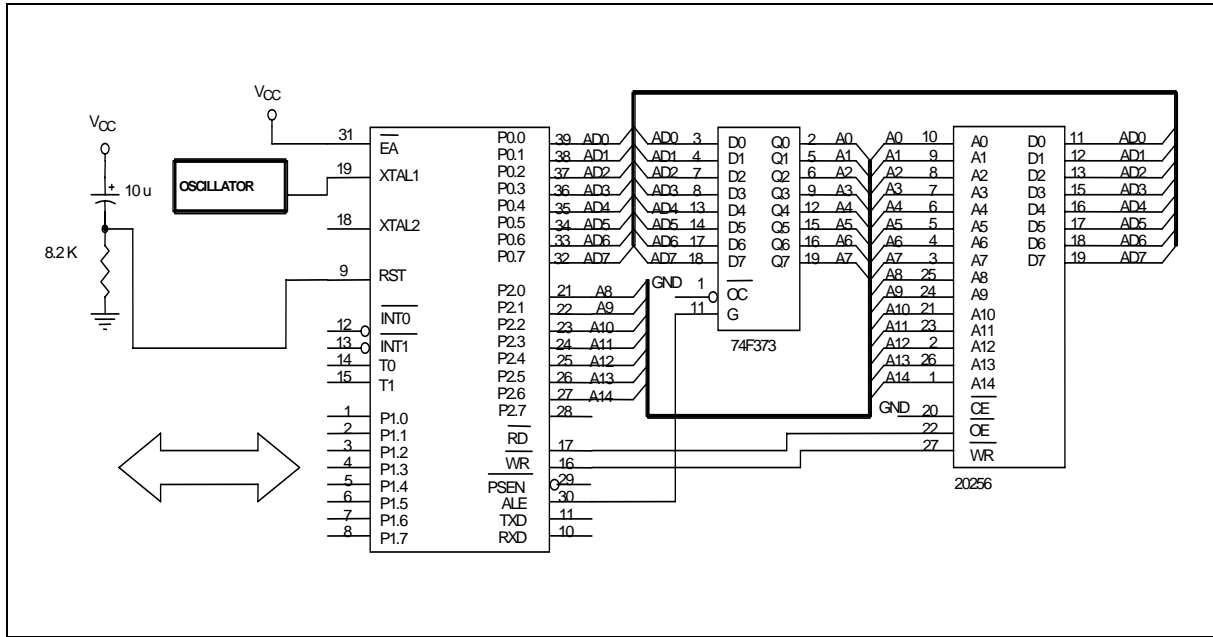 VCC
VCC
10 u
8.2 K
OSCILLATOR
31 EA
19 XTAL1
18 XTAL2
9 RST
12 INT0
13 INT1
14 T0
15 T1
1 P1.0
2 P1.1
3 P1.2
4 P1.3
5 P1.4
6 P1.5
7 P1.6
8 P1.7
P0.0 39 AD0
P0.1 38 AD1
P0.2 37 AD2
P0.3 36 AD3
P0.4 35 AD4
P0.5 34 AD5
P0.6 33 AD6
P0.7 32 AD7
P2.0 21 A8
P2.1 22 A9
P2.2 23 A10
P2.3 24 A11
P2.4 25 A12
P2.5 26 A13
P2.6 27 A14
P2.7 28
RD 17
WR 16
PSEN 29
ALE 30
TXD 11
RXD 10
AD0 3 D0 Q0 2 A0
AD1 4 D1 Q1 5 A1
AD2 7 D2 Q2 6 A2
AD3 8 D3 Q3 9 A3
AD4 13 D4 Q4 12 A4
AD5 14 D5 Q5 15 A5
AD6 17 D6 Q6 16 A6
AD7 18 D7 Q7 19 A7
GND 1 OC
11 G
74F373
A0 10 A0 D0 11 AD0
A1 9 A1 D1 12 AD1
A2 8 A2 D2 13 AD2
A3 7 A3 D3 15 AD3
A4 6 A4 D4 16 AD4
A5 5 A5 D5 17 AD5
A6 4 A6 D6 18 AD6
A7 3 A7 D7 19 AD7
A8 25 A8
A9 24 A9
A10 21 A10
A11 23 A11
A12 2 A12
A13 26 A13
A14 1 A14
GND 20 CE
22 OE
27 WR
20256